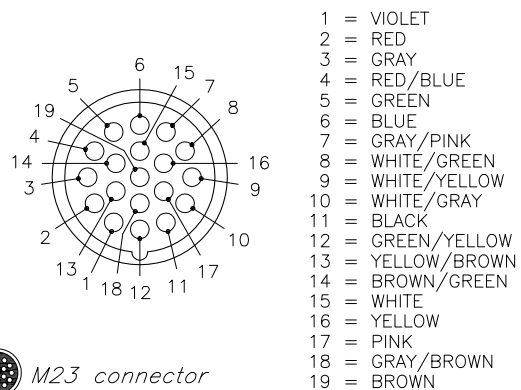 6
15
5
7
19
8
4
14
16
3
9
2
10
13
17
1
18
12
11
1 = VIOLET
2 = RED
3 = GRAY
4 = RED/BLUE
5 = GREEN
6 = BLUE
7 = GRAY/PINK
8 = WHITE/GREEN
9 = WHITE/YELLOW
10 = WHITE/GRAY
11 = BLACK
12 = GREEN/YELLOW
13 = YELLOW/BROWN
14 = BROWN/GREEN
15 = WHITE
16 = YELLOW
17 = PINK
18 = GRAY/BROWN
19 = BROWN
M23 connector